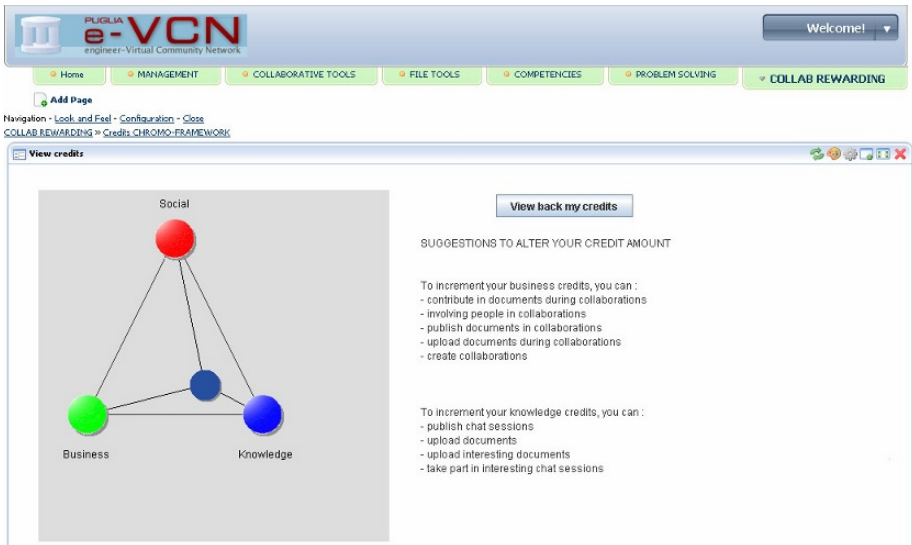 PUGLIA
e-VCN
engineer-Virtual Community Network
Welcome!
Home
MANAGEMENT
COLLABORATIVE TOOLS
FILE TOOLS
COMPETENCIES
PROBLEM SOLVING
COLLAB REWARDING
Add Page
Navigation - Look and Feel - Configuration - Close
COLLAB REWARDING » Credits CHROMO-FRAMEWORK
View credits
Social
Business
Knowledge
View back my credits
SUGGESTIONS TO ALTER YOUR CREDIT AMOUNT
To increment your business credits, you can :
- contribute in documents during collaborations
- involving people in collaborations
- publish documents in collaborations
- upload documents during collaborations
- create collaborations
To increment your knowledge credits, you can :
- publish chat sessions
- upload documents
- upload interesting documents
- take part in interesting chat sessions